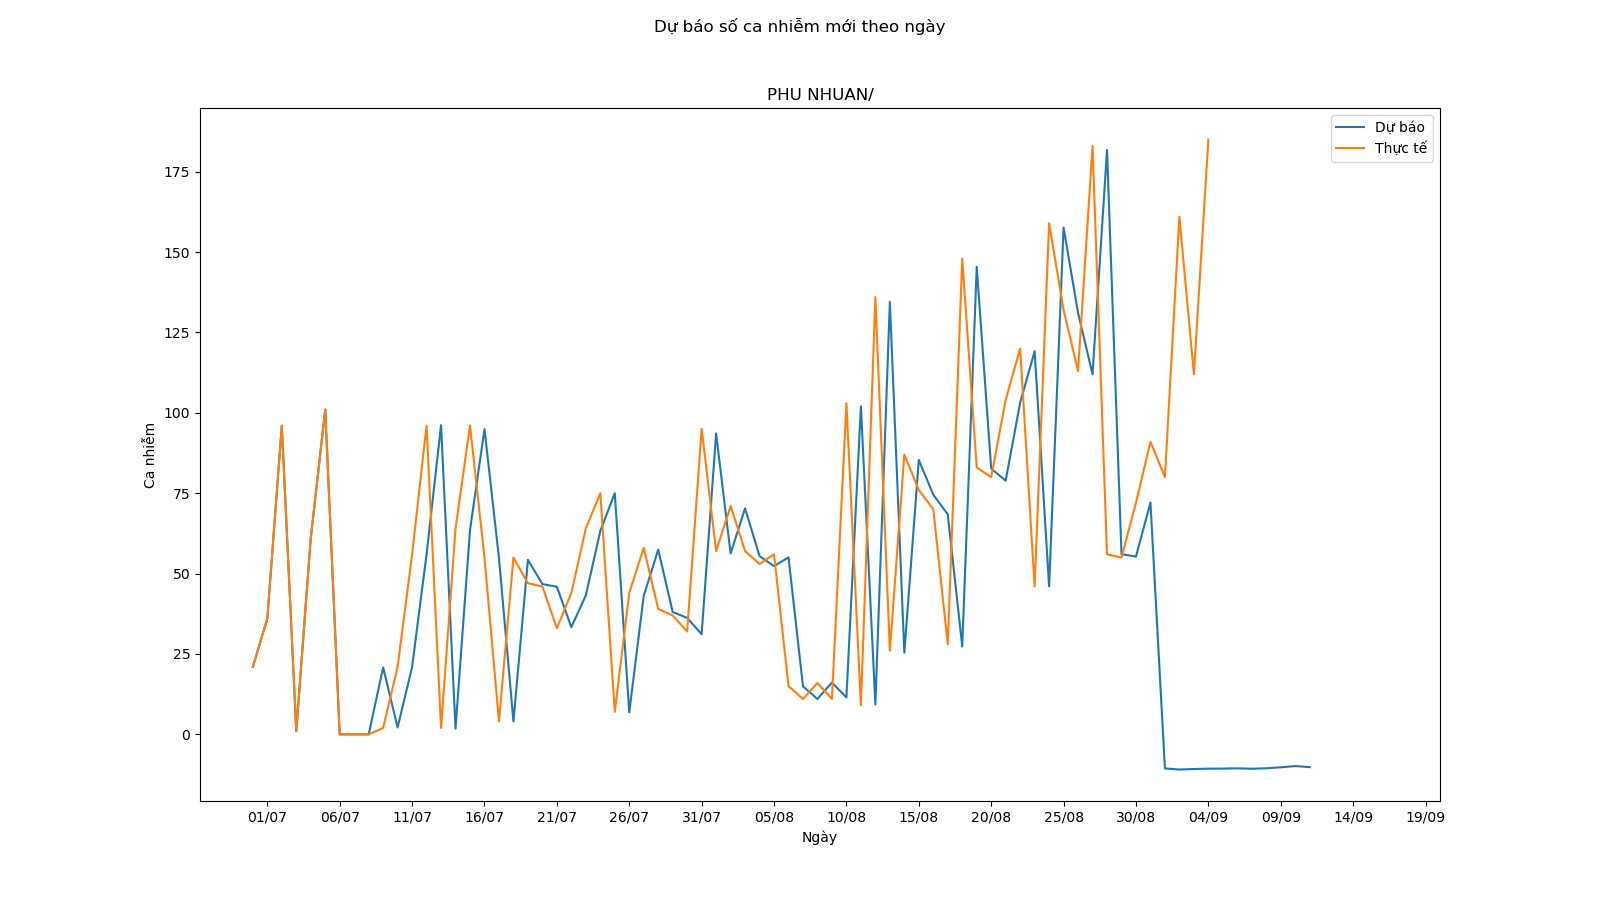 Dự báo số ca nhiễm mới theo ngày
PHU NHUAN/
Dự báo
Thực tế
175
150
125
100
75
50
25
0
Ca nhiễm
01/07 06/07 11/07 16/07 21/07 26/07 31/07 05/08 10/08 15/08 20/08 25/08 30/08 04/09 09/09 14/09 19/09
Ngày